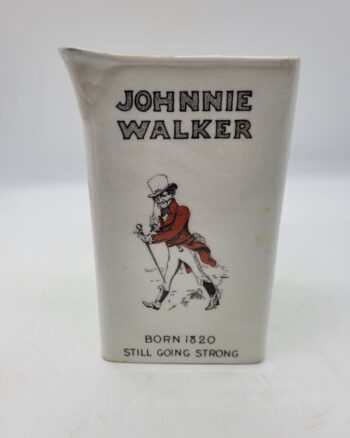 JOHNNIE
WALKER
BORN 1820
STILL GOING STRONG